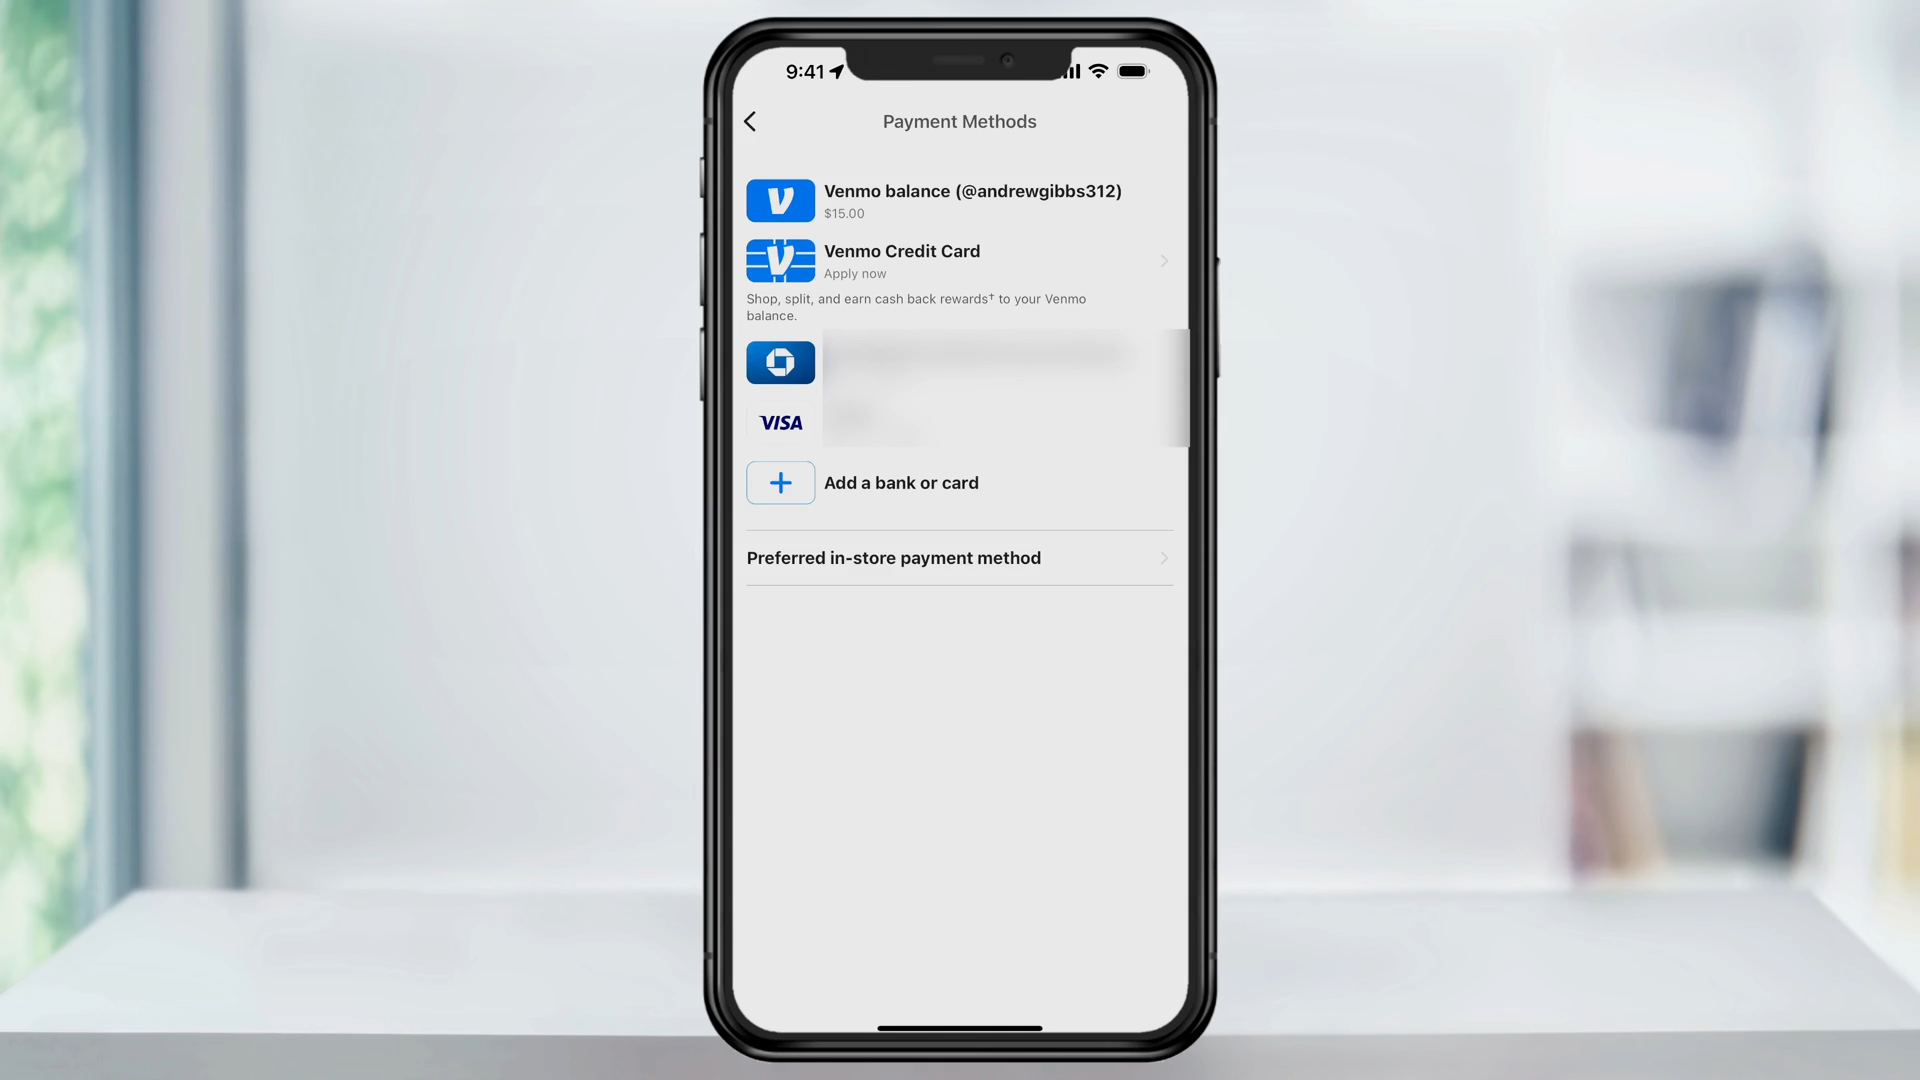 9:41
Payment Methods
Venmo balance (@andrewgibbs312)
$15.00
Venmo Credit Card
Apply now
Shop, split, and earn cash back rewards† to your Venmo
balance.
VISA
Add a bank or card
Preferred in-store payment method